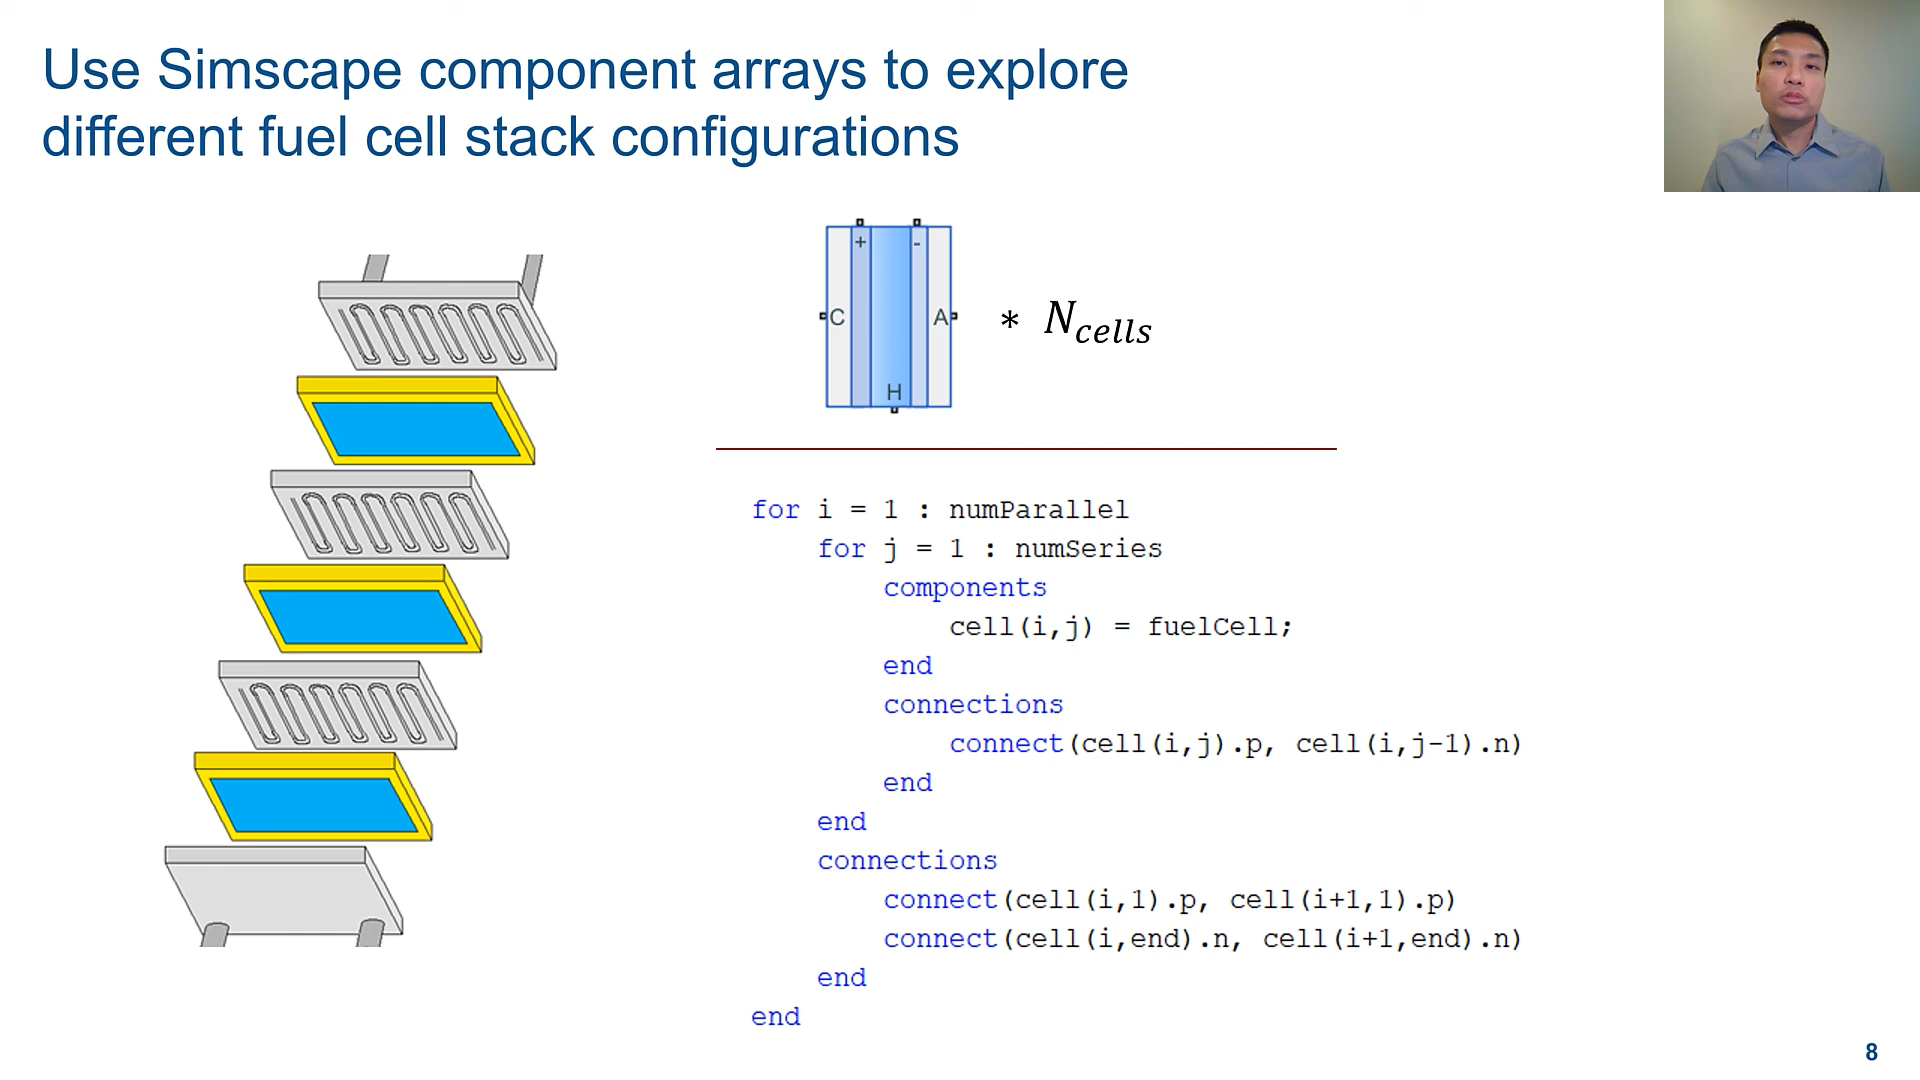 Use Simscape component arrays to explore
different fuel cell stack configurations
+ -
C A
H
* N_cells
for i = 1 : numParallel
for j = 1 : numSeries
components
cell(i,j) = fuelCell;
end
connections
connect(cell(i,j).p, cell(i,j-1).n)
end
end
connections
connect(cell(i,1).p, cell(i+1,1).p)
connect(cell(i,end).n, cell(i+1,end).n)
end
end
8